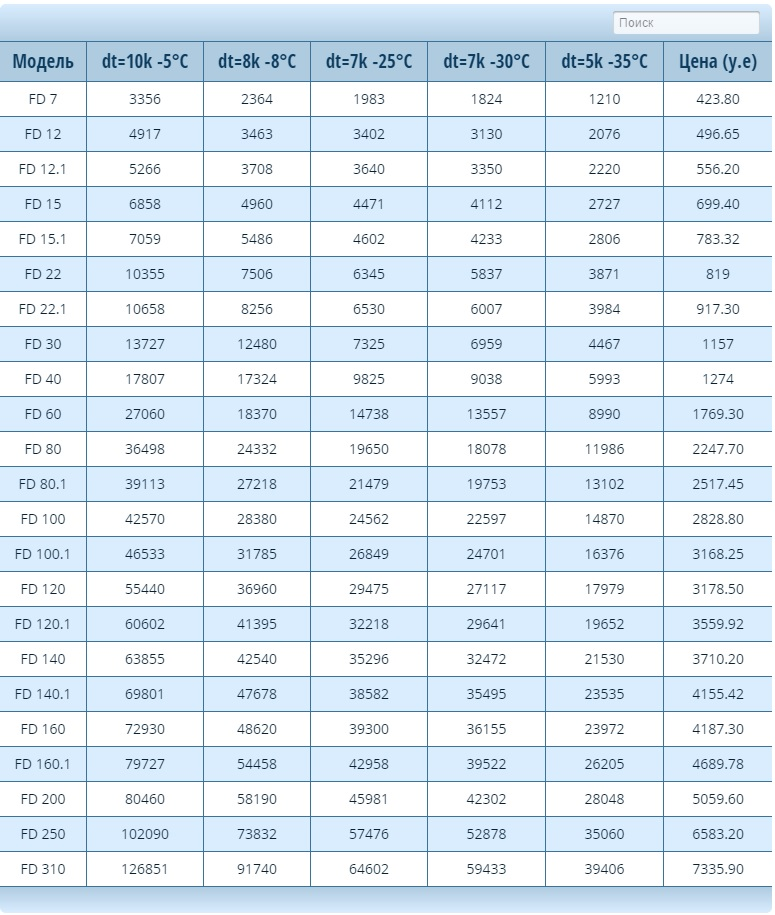 Поиск
Модель dt=10k -5°C dt=8k -8°C dt=7k -25°C dt=7k -30°C dt=5k -35°C Цена (у.е)
FD 7 3356 2364 1983 1824 1210 423.80
FD 12 4917 3463 3402 3130 2076 496.65
FD 12.1 5266 3708 3640 3350 2220 556.20
FD 15 6858 4960 4471 4112 2727 699.40
FD 15.1 7059 5486 4602 4233 2806 783.32
FD 22 10355 7506 6345 5837 3871 819
FD 22.1 10658 8256 6530 6007 3984 917.30
FD 30 13727 12480 7325 6959 4467 1157
FD 40 17807 17324 9825 9038 5993 1274
FD 60 27060 18370 14738 13557 8990 1769.30
FD 80 36498 24332 19650 18078 11986 2247.70
FD 80.1 39113 27218 21479 19753 13102 2517.45
FD 100 42570 28380 24562 22597 14870 2828.80
FD 100.1 46533 31785 26849 24701 16376 3168.25
FD 120 55440 36960 29475 27117 17979 3178.50
FD 120.1 60602 41395 32218 29641 19652 3559.92
FD 140 63855 42540 35296 32472 21530 3710.20
FD 140.1 69801 47678 38582 35495 23535 4155.42
FD 160 72930 48620 39300 36155 23972 4187.30
FD 160.1 79727 54458 42958 39522 26205 4689.78
FD 200 80460 58190 45981 42302 28048 5059.60
FD 250 102090 73832 57476 52878 35060 6583.20
FD 310 126851 91740 64602 59433 39406 7335.90